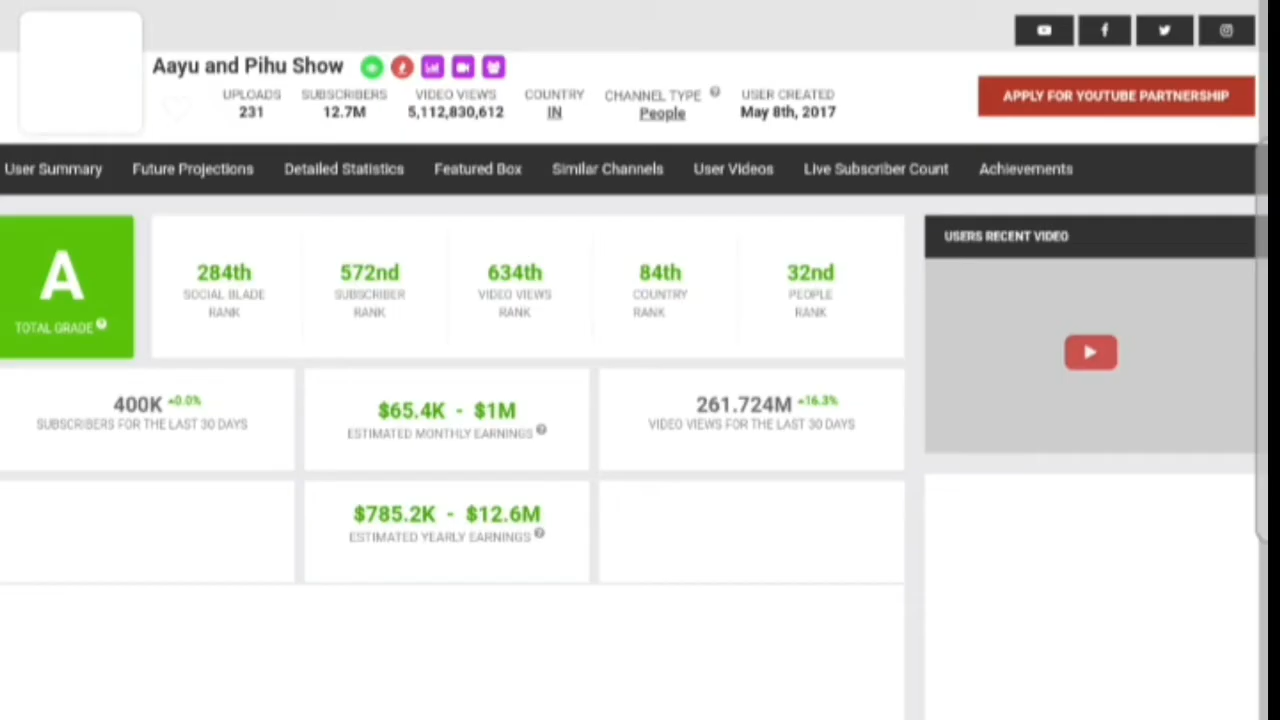 Aayu and Pihu Show
UPLOADS
231
SUBSCRIBERS
12.7M
VIDEO VIEWS
5,112,830,612
COUNTRY
IN
CHANNEL TYPE
People
USER CREATED
May 8th, 2017
APPLY FOR YOUTUBE PARTNERSHIP
User Summary
Future Projections
Detailed Statistics
Featured Box
Similar Channels
User Videos
Live Subscriber Count
Achievements
A
TOTAL GRADE
284th
SOCIAL BLADE
RANK
572nd
SUBSCRIBER
RANK
634th
VIDEO VIEWS
RANK
84th
COUNTRY
RANK
32nd
PEOPLE
RANK
USERS RECENT VIDEO
400K +0.0%
SUBSCRIBERS FOR THE LAST 30 DAYS
$65.4K - $1M
ESTIMATED MONTHLY EARNINGS
261.724M +16.3%
VIDEO VIEWS FOR THE LAST 30 DAYS
$785.2K - $12.6M
ESTIMATED YEARLY EARNINGS